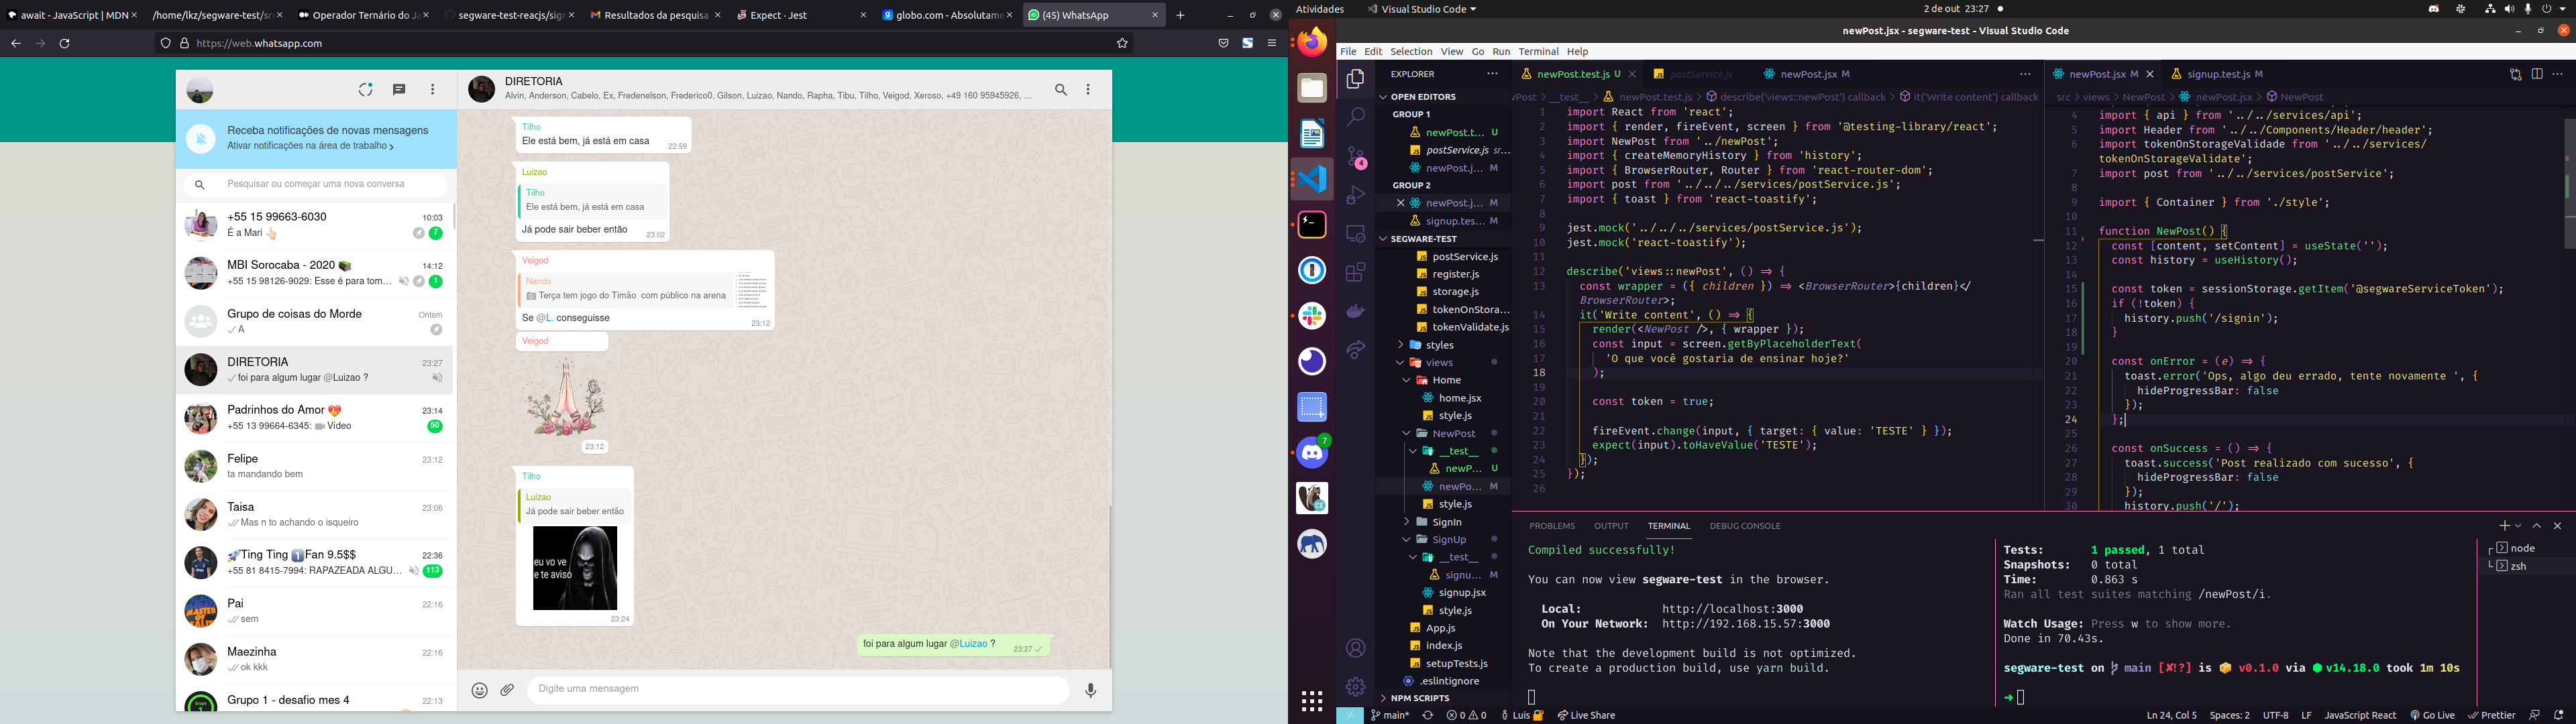 await - JavaScript | MDN
/home/lkz/segware-test/src
Operador Ternário do Ja
segware-test-reacjs/sign
Resultados da pesquisa
Expect · Jest
globo.com - Absolutame
(45) WhatsApp
https://web.whatsapp.com
Receba notificações de novas mensagens
Ativar notificações na área de trabalho
Pesquisar ou começar uma nova conversa
+55 15 99663-6030
10:03
É a Mari
7
MBI Sorocaba - 2020
14:12
+55 15 98126-9029: Esse é para tom...
1
Grupo de coisas do Morde
Ontem
A
DIRETORIA
23:27
foi para algum lugar @Luizao ?
Padrinhos do Amor
23:14
+55 13 99664-6345: Vídeo
50
Felipe
23:12
ta mandando bem
Taisa
23:06
Mas n to achando o isqueiro
Ting Ting 1 Fan 9.5$$
22:36
+55 81 8415-7994: RAPAZEADA ALGU...
113
Pai
22:16
sem
Maezinha
22:16
ok kkk
Grupo 1 - desafio mes 4
22:13
DIRETORIA
Alvin, Anderson, Cabelo, Ex, Fredenelson, Frederico0, Gilson, Luizao, Nando, Rapha, Tibu, Tilho, Veigod, Xeroso, +49 160 95945926, ...
Tilho
Ele está bem, já está em casa
22:59
Luizao
Tilho
Ele está bem, já está em casa
Já pode sair beber então
23:02
Veigod
Nando
Terça tem jogo do Timão com público na arena
Se @L. conseguisse
23:12
Veigod
23:12
Tilho
Luizao
Já pode sair beber então
eu vo ve
e te aviso
23:24
foi para algum lugar @Luizao ?
23:27
Digite uma mensagem
Atividades
Visual Studio Code
2 de out 23:27
newPost.jsx - segware-test - Visual Studio Code
File Edit Selection View Go Run Terminal Help
4
7
EXPLORER
OPEN EDITORS
GROUP 1
newPost.t... U
postService.js sr...
newPost.j... M
GROUP 2
newPost.j... M
signup.tes... M
SEGWARE-TEST
postService.js
register.js
storage.js
tokenOnStora...
tokenValidate.js
styles
views
Home
home.jsx
style.js
NewPost
__test__
newP... U
newPo... M
style.js
SignIn
SignUp
__test__
signu... M
signup.jsx
style.js
App.js
index.js
setupTests.js
.eslintignore
NPM SCRIPTS
newPost.test.js U
postService.js
newPost.jsx M
wPost > __test__ > newPost.test.js > describe('views::newPost') callback > it('Write content') callback
1 import React from 'react';
2 import { render, fireEvent, screen } from '@testing-library/react';
3 import NewPost from '../newPost';
4 import { createMemoryHistory } from 'history';
5 import { BrowserRouter, Router } from 'react-router-dom';
6 import post from '../../../services/postService.js';
7 import { toast } from 'react-toastify';
8
9 jest.mock('../../../services/postService.js');
10 jest.mock('react-toastify');
11
12 describe('views::newPost', () => {
13 const wrapper = ({ children }) => <BrowserRouter>{children}</
BrowserRouter>;
14 it('Write content', () => {
15 render(<NewPost />, { wrapper });
16 const input = screen.getByPlaceholderText(
17 'O que você gostaria de ensinar hoje?'
18 );
19
20 const token = true;
21
22 fireEvent.change(input, { target: { value: 'TESTE' } });
23 expect(input).toHaveValue('TESTE');
24 });
25 });
26
newPost.jsx M
signup.test.js M
src > views > NewPost > newPost.jsx > NewPost
4 import { api } from '../../services/api';
5 import Header from '../../Components/Header/header';
6 import tokenOnStorageValidade from '../../services/
tokenOnStorageValidate';
7 import post from '../../services/postService';
8
9 import { Container } from './style';
10
11 function NewPost() {
12 const [content, setContent] = useState('');
13 const history = useHistory();
14
15 const token = sessionStorage.getItem('@segwareServiceToken');
16 if (!token) {
17 history.push('/signin');
18 }
19
20 const onError = (e) => {
21 toast.error('Ops, algo deu errado, tente novamente ', {
22 hideProgressBar: false
23 });
24 };
25
26 const onSuccess = () => {
27 toast.success('Post realizado com sucesso', {
28 hideProgressBar: false
29 });
30 history.push('/');
PROBLEMS OUTPUT TERMINAL DEBUG CONSOLE
Compiled successfully!
You can now view segware-test in the browser.
Local: http://localhost:3000
On Your Network: http://192.168.15.57:3000
Note that the development build is not optimized.
To create a production build, use yarn build.
Tests: 1 passed, 1 total
Snapshots: 0 total
Time: 0.863 s
Ran all test suites matching /newPost/i.
Watch Usage: Press w to show more.
Done in 70.43s.
segware-test on main [✘!?] is v0.1.0 via v14.18.0 took 1m 10s
➜
node
zsh
main*
0 0
Luis
Live Share
Ln 24, Col 5
Spaces: 2
UTF-8
LF
JavaScript React
Go Live
Prettier